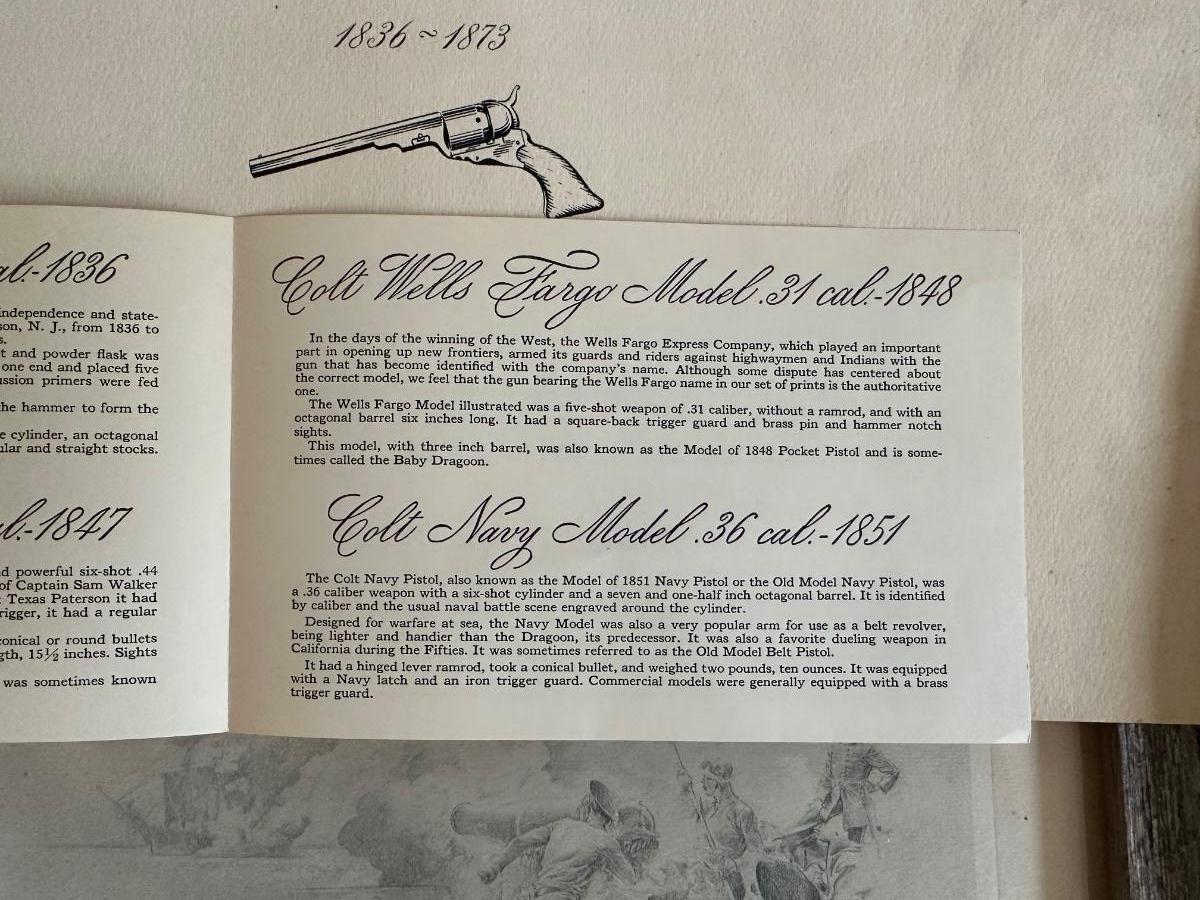 1836 ~ 1873
al.-1836
independence and state-
son, N. J., from 1836 to
s.
t and powder flask was
one end and placed five
ussion primers were fed
he hammer to form the
e cylinder, an octagonal
ular and straight stocks.
al.-1847
d powerful six-shot .44
of Captain Sam Walker
Texas Paterson it had
rigger, it had a regular
conical or round bullets
gth, 15½ inches. Sights
was sometimes known
Colt Wells Fargo Model .31 cal.-1848
In the days of the winning of the West, the Wells Fargo Express Company, which played an important
part in opening up new frontiers, armed its guards and riders against highwaymen and Indians with the
gun that has become identified with the company's name. Although some dispute has centered about
the correct model, we feel that the gun bearing the Wells Fargo name in our set of prints is the authoritative
one.
The Wells Fargo Model illustrated was a five-shot weapon of .31 caliber, without a ramrod, and with an
octagonal barrel six inches long. It had a square-back trigger guard and brass pin and hammer notch
sights.
This model, with three inch barrel, was also known as the Model of 1848 Pocket Pistol and is some-
times called the Baby Dragoon.
Colt Navy Model .36 cal.-1851
The Colt Navy Pistol, also known as the Model of 1851 Navy Pistol or the Old Model Navy Pistol, was
a .36 caliber weapon with a six-shot cylinder and a seven and one-half inch octagonal barrel. It is identified
by caliber and the usual naval battle scene engraved around the cylinder.
Designed for warfare at sea, the Navy Model was also a very popular arm for use as a belt revolver,
being lighter and handier than the Dragoon, its predecessor. It was also a favorite dueling weapon in
California during the Fifties. It was sometimes referred to as the Old Model Belt Pistol.
It had a hinged lever ramrod, took a conical bullet, and weighed two pounds, ten ounces. It was equipped
with a Navy latch and an iron trigger guard. Commercial models were generally equipped with a brass
trigger guard.